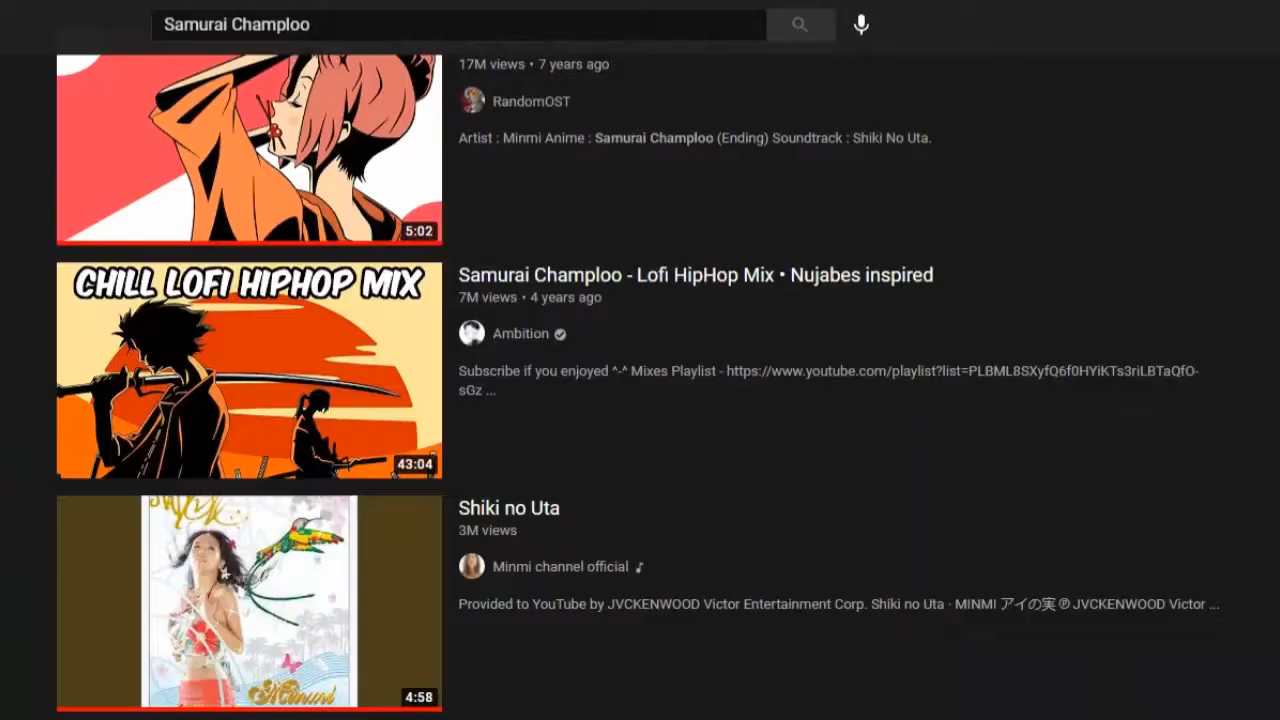 Samurai Champloo
17M views • 7 years ago
RandomOST
Artist : Minmi Anime : Samurai Champloo (Ending) Soundtrack : Shiki No Uta.
5:02
CHILL LOFI HIPHOP MIX
Samurai Champloo - Lofi HipHop Mix • Nujabes inspired
7M views • 4 years ago
Ambition
Subscribe if you enjoyed ^-^ Mixes Playlist - https://www.youtube.com/playlist?list=PLBML8SXyfQ6f0HYiKTs3riLBTaQfO-
sGz ...
43:04
Shiki no Uta
3M views
Minmi channel official
Provided to YouTube by JVCKENWOOD Victor Entertainment Corp. Shiki no Uta · MINMI アイの実 ℗ JVCKENWOOD Victor ...
4:58